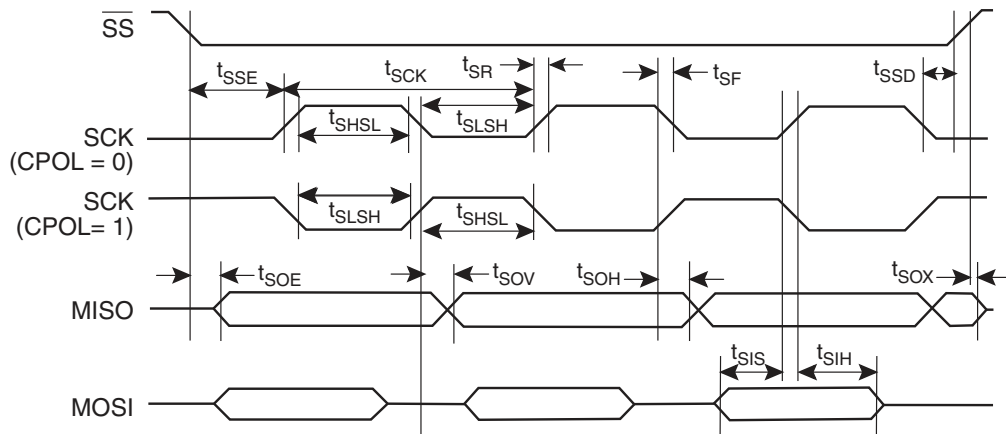 SS
tSSE
tSCK
tSR
tSF
tSSD
SCK
(CPOL = 0)
tSHSL
tSLSH
SCK
(CPOL= 1)
tSLSH
tSHSL
tSOE
tSOV
tSOH
tSOX
MISO
tSIS
tSIH
MOSI